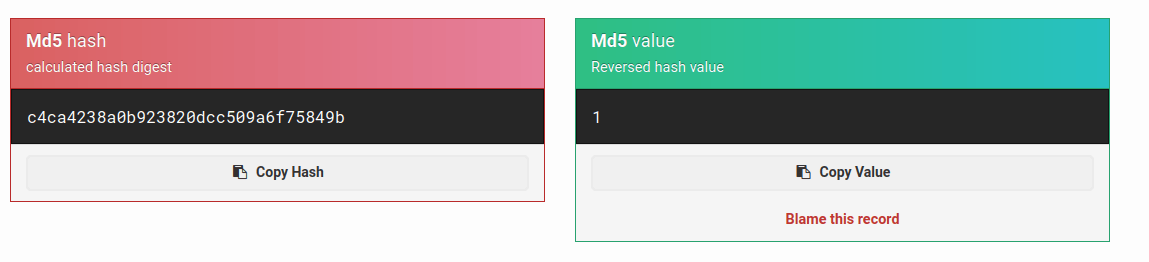 Md5 hash
calculated hash digest
c4ca4238a0b923820dcc509a6f75849b
Copy Hash
Md5 value
Reversed hash value
1
Copy Value
Blame this record